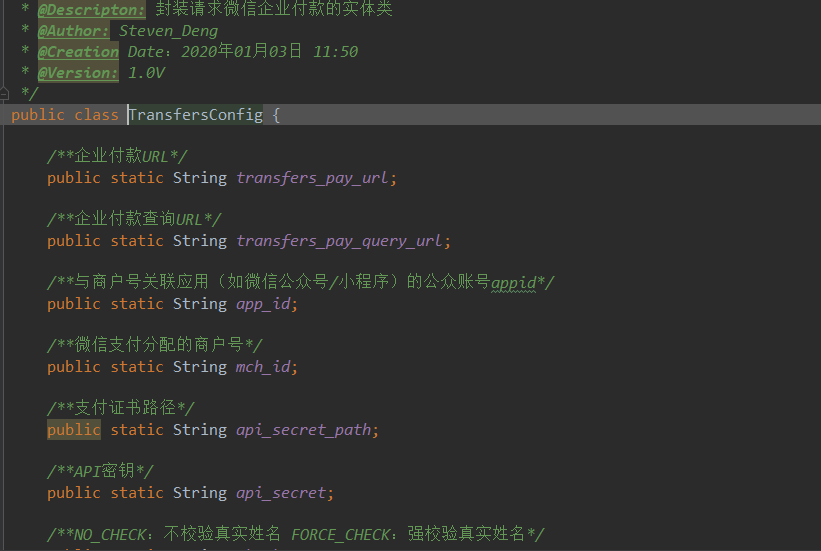 * @Descripton: 封装请求微信企业付款的实体类
* @Author: Steven_Deng
* @Creation Date：2020年01月03日 11:50
* @Version: 1.0V
*/
public class TransfersConfig {
/**企业付款URL*/
public static String transfers_pay_url;
/**企业付款查询URL*/
public static String transfers_pay_query_url;
/**与商户号关联应用（如微信公众号/小程序）的公众账号appid*/
public static String app_id;
/**微信支付分配的商户号*/
public static String mch_id;
/**支付证书路径*/
public static String api_secret_path;
/**API密钥*/
public static String api_secret;
/**NO_CHECK：不校验真实姓名 FORCE_CHECK：强校验真实姓名*/